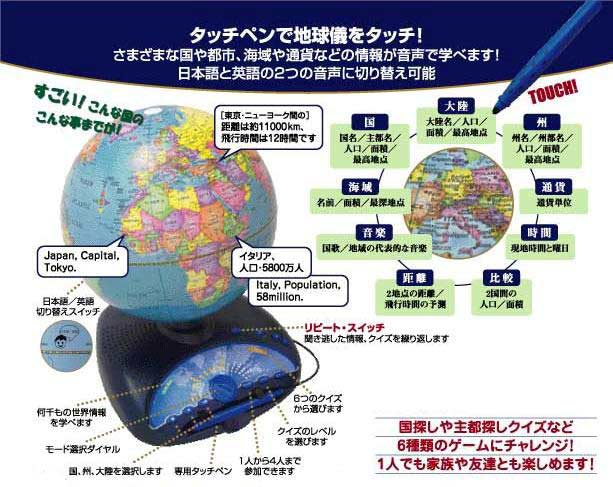 タッチペンで地球儀をタッチ!
さまざまな国や都市、海域や通貨などの情報が音声で学べます!
日本語と英語の2つの音声に切り替え可能
すごい!こんな国の
こんな事までが!
[東京・ニューヨーク間の]
距離は約11000km、
飛行時間は12時間です
TOUCH!
大陸
大陸名/人口/
面積/最高地点
国
国名/主都名/
人口/面積/
最高地点
州
州名/州都名/
人口/面積/
最高地点
海域
名前/面積/最深地点
通貨
通貨単位
音楽
国歌/地域の代表的な音楽
時間
現地時間と曜日
距離
2地点の距離/
飛行時間の予測
比較
2国間の
人口/面積
Japan, Capital,
Tokyo.
イタリア、
人口・5800万人
Italy, Population,
58million.
日本語/英語
切り替えスイッチ
リピート・スイッチ
聞き逃した情報、クイズを繰り返します
6つのクイズ
から選びます
クイズのレベル
を選びます
何千もの世界情報
を学べます
モード選択ダイヤル
国、州、大陸を選択します
専用タッチペン
1人から4人まで
参加できます
国探しや主都探しクイズなど
6種類のゲームにチャレンジ!
1人でも家族や友達とも楽しめます!